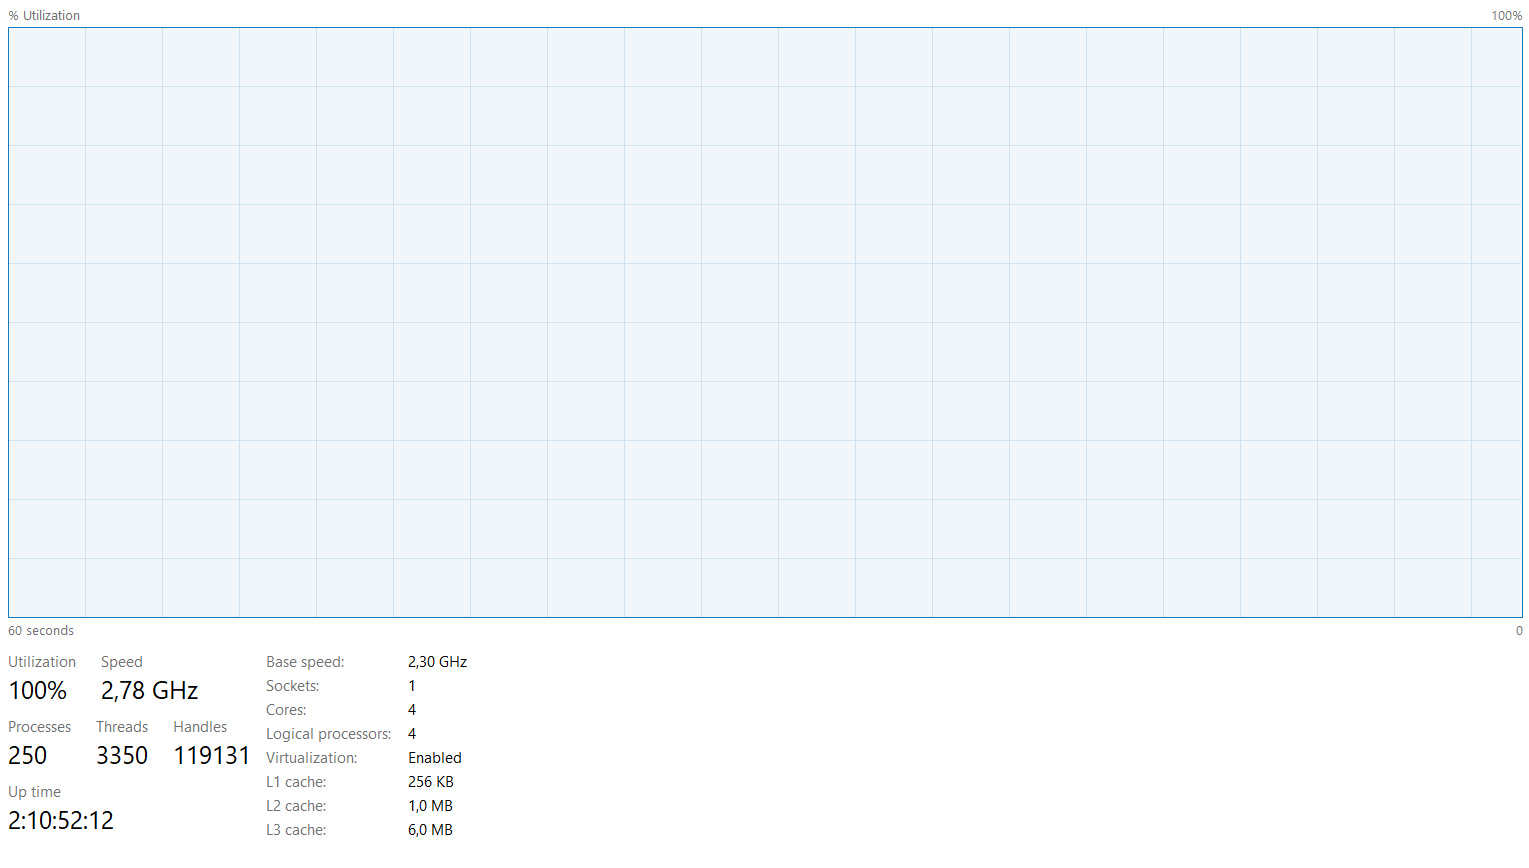 % Utilization 100%
60 seconds 0
Utilization Speed
100% 2,78 GHz
Processes Threads Handles
250 3350 119131
Up time
2:10:52:12
Base speed: 2,30 GHz
Sockets: 1
Cores: 4
Logical processors: 4
Virtualization: Enabled
L1 cache: 256 KB
L2 cache: 1,0 MB
L3 cache: 6,0 MB